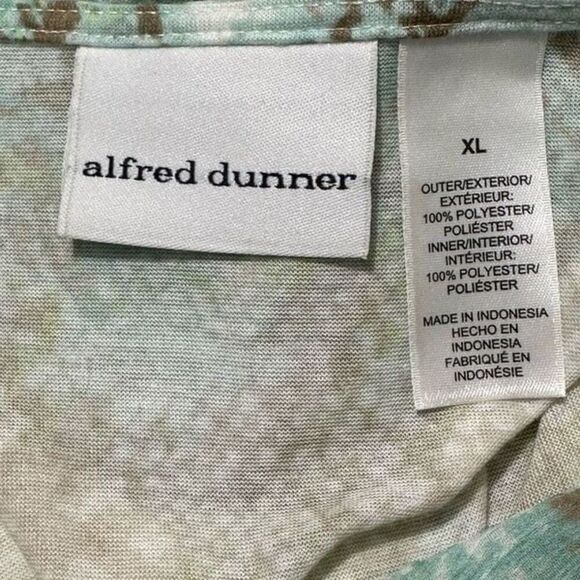 alfred dunner
XL
OUTER/EXTERIOR/
EXTÉRIEUR:
100% POLYESTER/
POLIÉSTER
INNER/INTERIOR/
INTÉRIEUR:
100% POLYESTER/
POLIÉSTER
MADE IN INDONESIA
HECHO EN
INDONESIA
FABRIQUÉ EN
INDONÉSIE